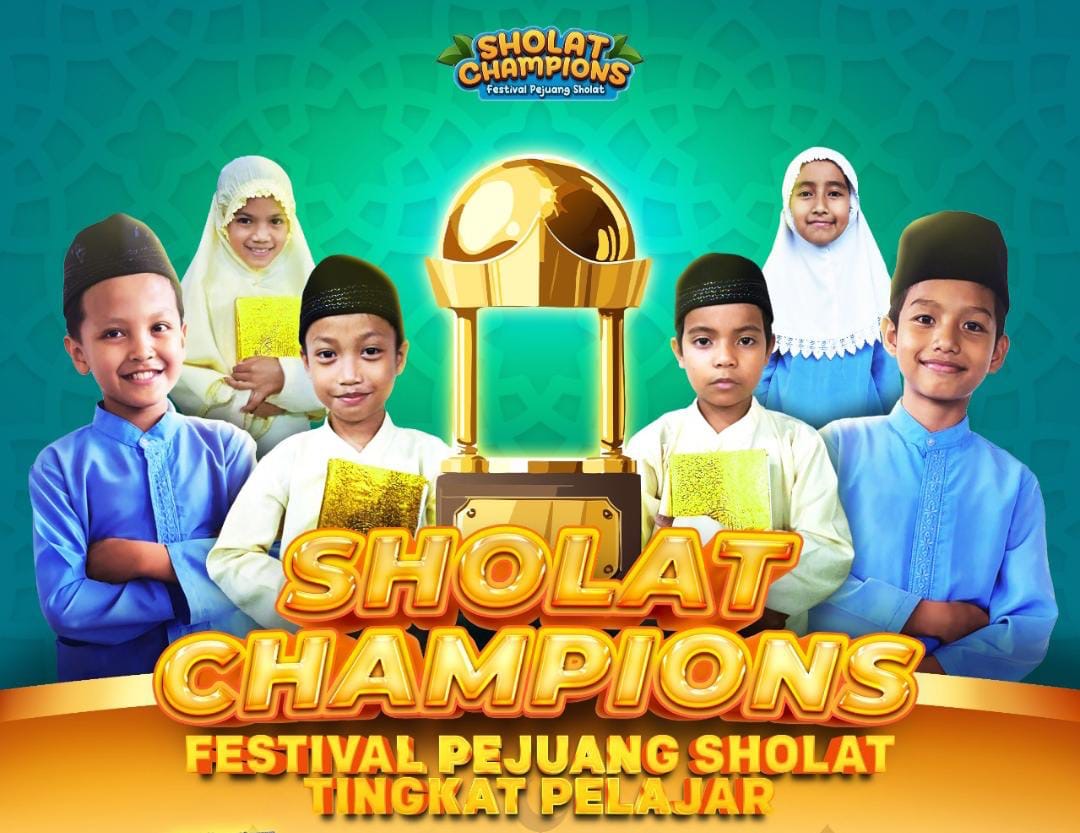 SHOLAT
CHAMPIONS
Festival Pejuang Sholat
SHOLAT
CHAMPIONS
FESTIVAL PEJUANG SHOLAT
TINGKAT PELAJAR